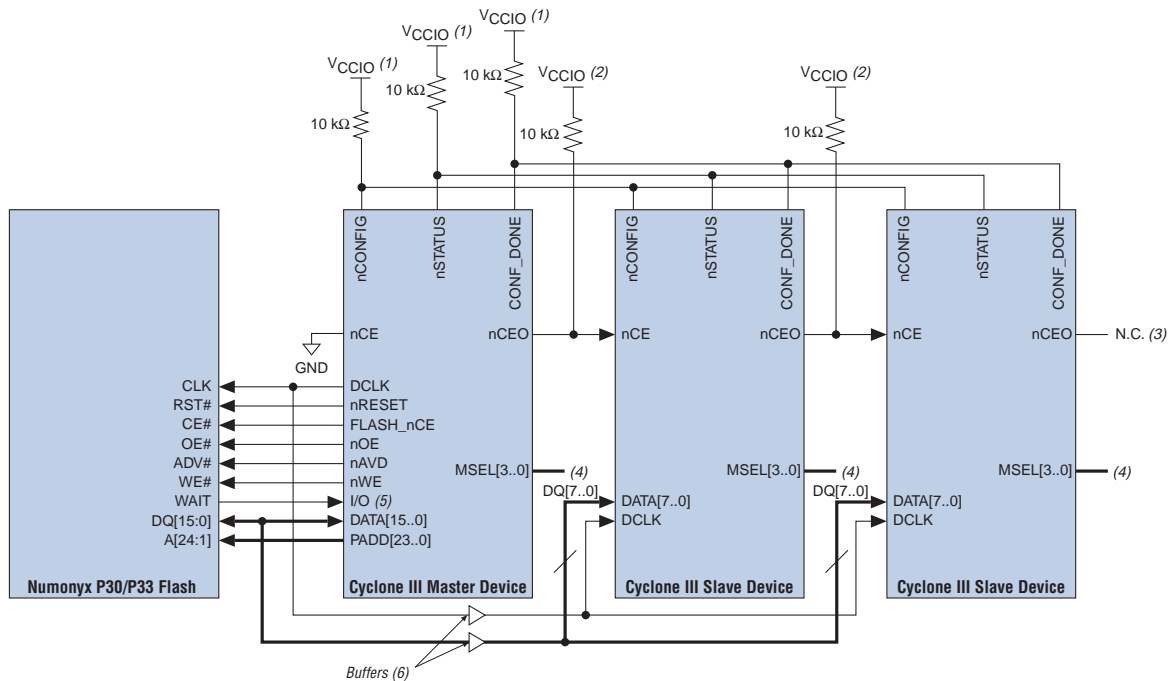 VCCIO (1)
VCCIO (1)
VCCIO (1)
VCCIO (2)
VCCIO (2)
10 kΩ
10 kΩ
10 kΩ
10 kΩ
10 kΩ
nCONFIG
nSTATUS
CONF_DONE
nCONFIG
nSTATUS
CONF_DONE
nCONFIG
nSTATUS
CONF_DONE
GND
nCE
nCEO
nCE
nCEO
nCE
nCEO
N.C. (3)
CLK
RST#
CE#
OE#
ADV#
WE#
WAIT
DQ[15:0]
A[24:1]
Numonyx P30/P33 Flash
DCLK
nRESET
FLASH_nCE
nOE
nAVD
nWE
I/O (5)
DATA[15..0]
PADD[23..0]
MSEL[3..0]
(4)
Cyclone III Master Device
DQ[7..0]
DATA[7..0]
DCLK
MSEL[3..0]
(4)
Cyclone III Slave Device
DQ[7..0]
DATA[7..0]
DCLK
MSEL[3..0]
(4)
Cyclone III Slave Device
Buffers (6)